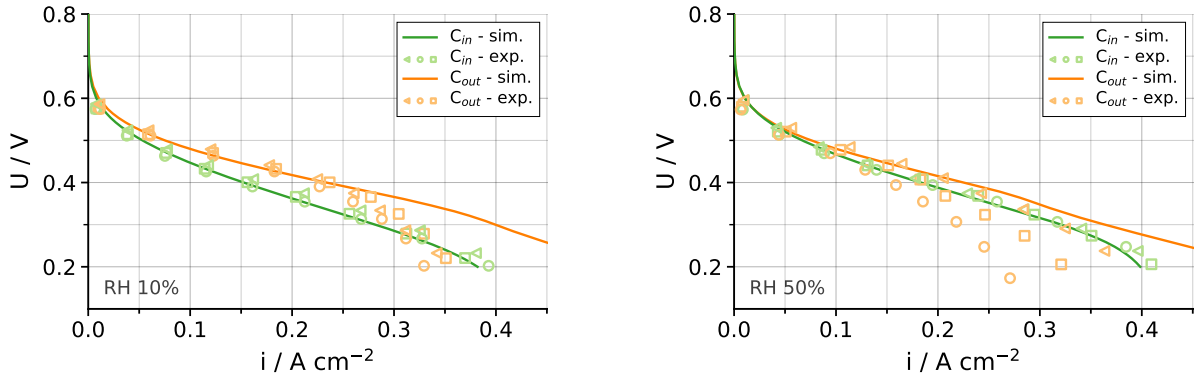 0.8
0.6
0.4
0.2
U / V
C_in - sim.
C_in - exp.
C_out - sim.
C_out - exp.
RH 10%
0.0 0.1 0.2 0.3 0.4
i / A cm⁻²
0.8
0.6
0.4
0.2
U / V
C_in - sim.
C_in - exp.
C_out - sim.
C_out - exp.
RH 50%
0.0 0.1 0.2 0.3 0.4
i / A cm⁻²